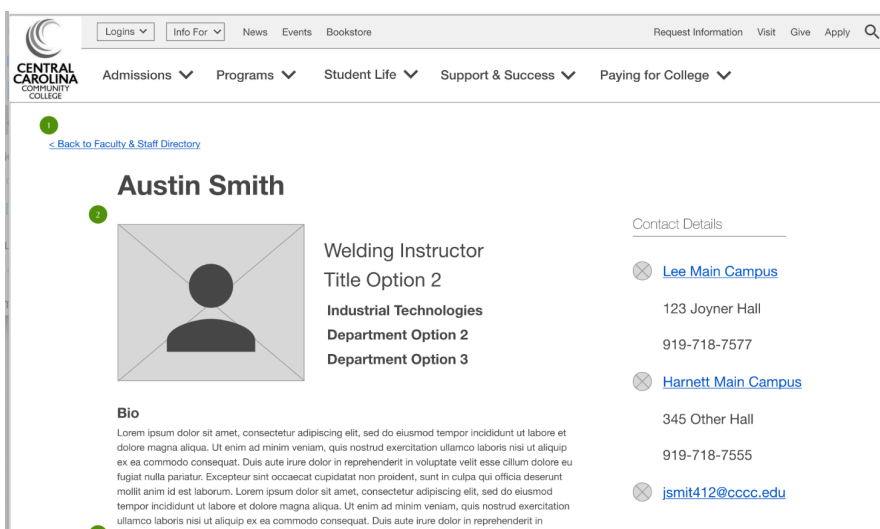 Logins
Info For
News
Events
Bookstore
Request Information
Visit
Give
Apply
CENTRAL
CAROLINA
COMMUNITY
COLLEGE
Admissions
Programs
Student Life
Support & Success
Paying for College
1
< Back to Faculty & Staff Directory
Austin Smith
2
Welding Instructor
Title Option 2
Industrial Technologies
Department Option 2
Department Option 3
Contact Details
Lee Main Campus
123 Joyner Hall
919-718-7577
Harnett Main Campus
345 Other Hall
919-718-7555
jsmit412@cccc.edu
Bio
Lorem ipsum dolor sit amet, consectetur adipiscing elit, sed do eiusmod tempor incididunt ut labore et
dolore magna aliqua. Ut enim ad minim veniam, quis nostrud exercitation ullamco laboris nisi ut aliquip
ex ea commodo consequat. Duis aute irure dolor in reprehenderit in voluptate velit esse cillum dolore eu
fugiat nulla pariatur. Excepteur sint occaecat cupidatat non proident, sunt in culpa qui officia deserunt
mollit anim id est laborum. Lorem ipsum dolor sit amet, consectetur adipiscing elit, sed do eiusmod
tempor incididunt ut labore et dolore magna aliqua. Ut enim ad minim veniam, quis nostrud exercitation
ullamco laboris nisi ut aliquip ex ea commodo consequat. Duis aute irure dolor in reprehenderit in